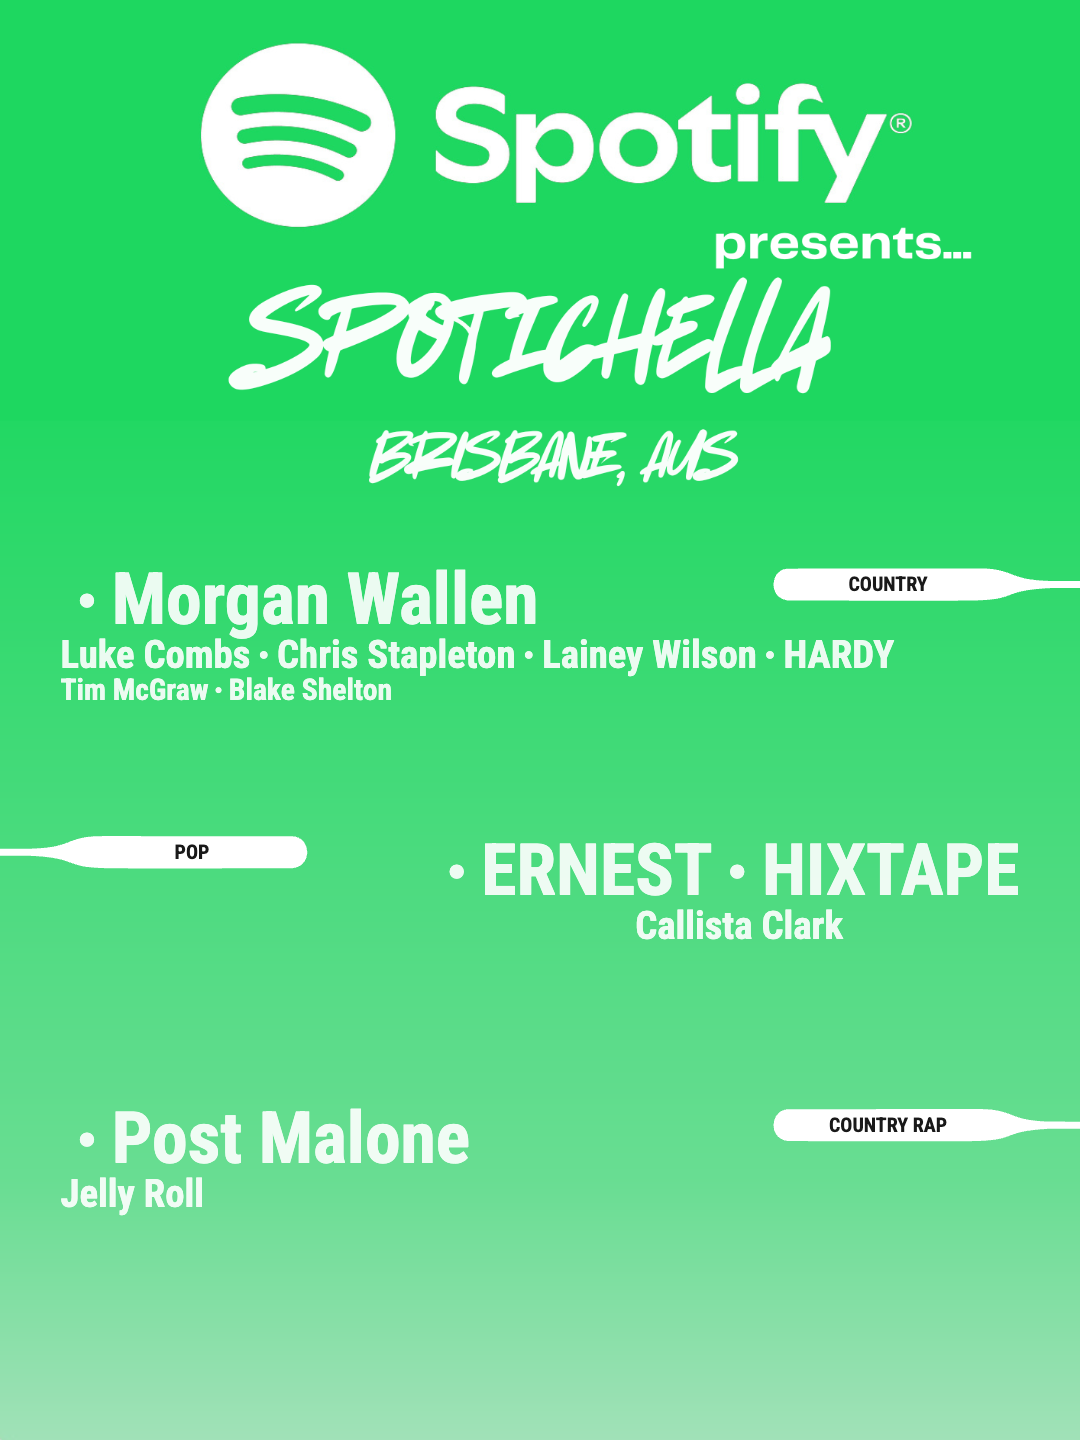 Spotify®
presents...
SPOTICHELLA
BRISBANE, AUS
· Morgan Wallen
COUNTRY
Luke Combs · Chris Stapleton · Lainey Wilson · HARDY
Tim McGraw · Blake Shelton
POP
· ERNEST · HIXTAPE
Callista Clark
· Post Malone
COUNTRY RAP
Jelly Roll